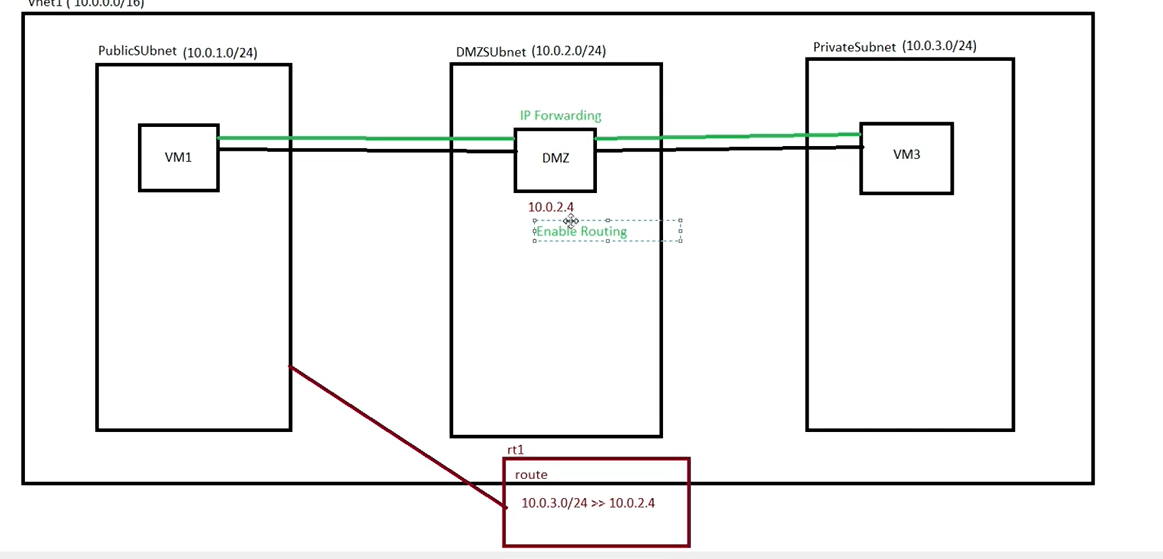 Vnet1 ( 10.0.0.0/16)
PublicSUbnet (10.0.1.0/24)
DMZSUbnet (10.0.2.0/24)
PrivateSubnet (10.0.3.0/24)
IP Forwarding
VM1
DMZ
VM3
10.0.2.4
Enable Routing
rt1
route
10.0.3.0/24 >> 10.0.2.4